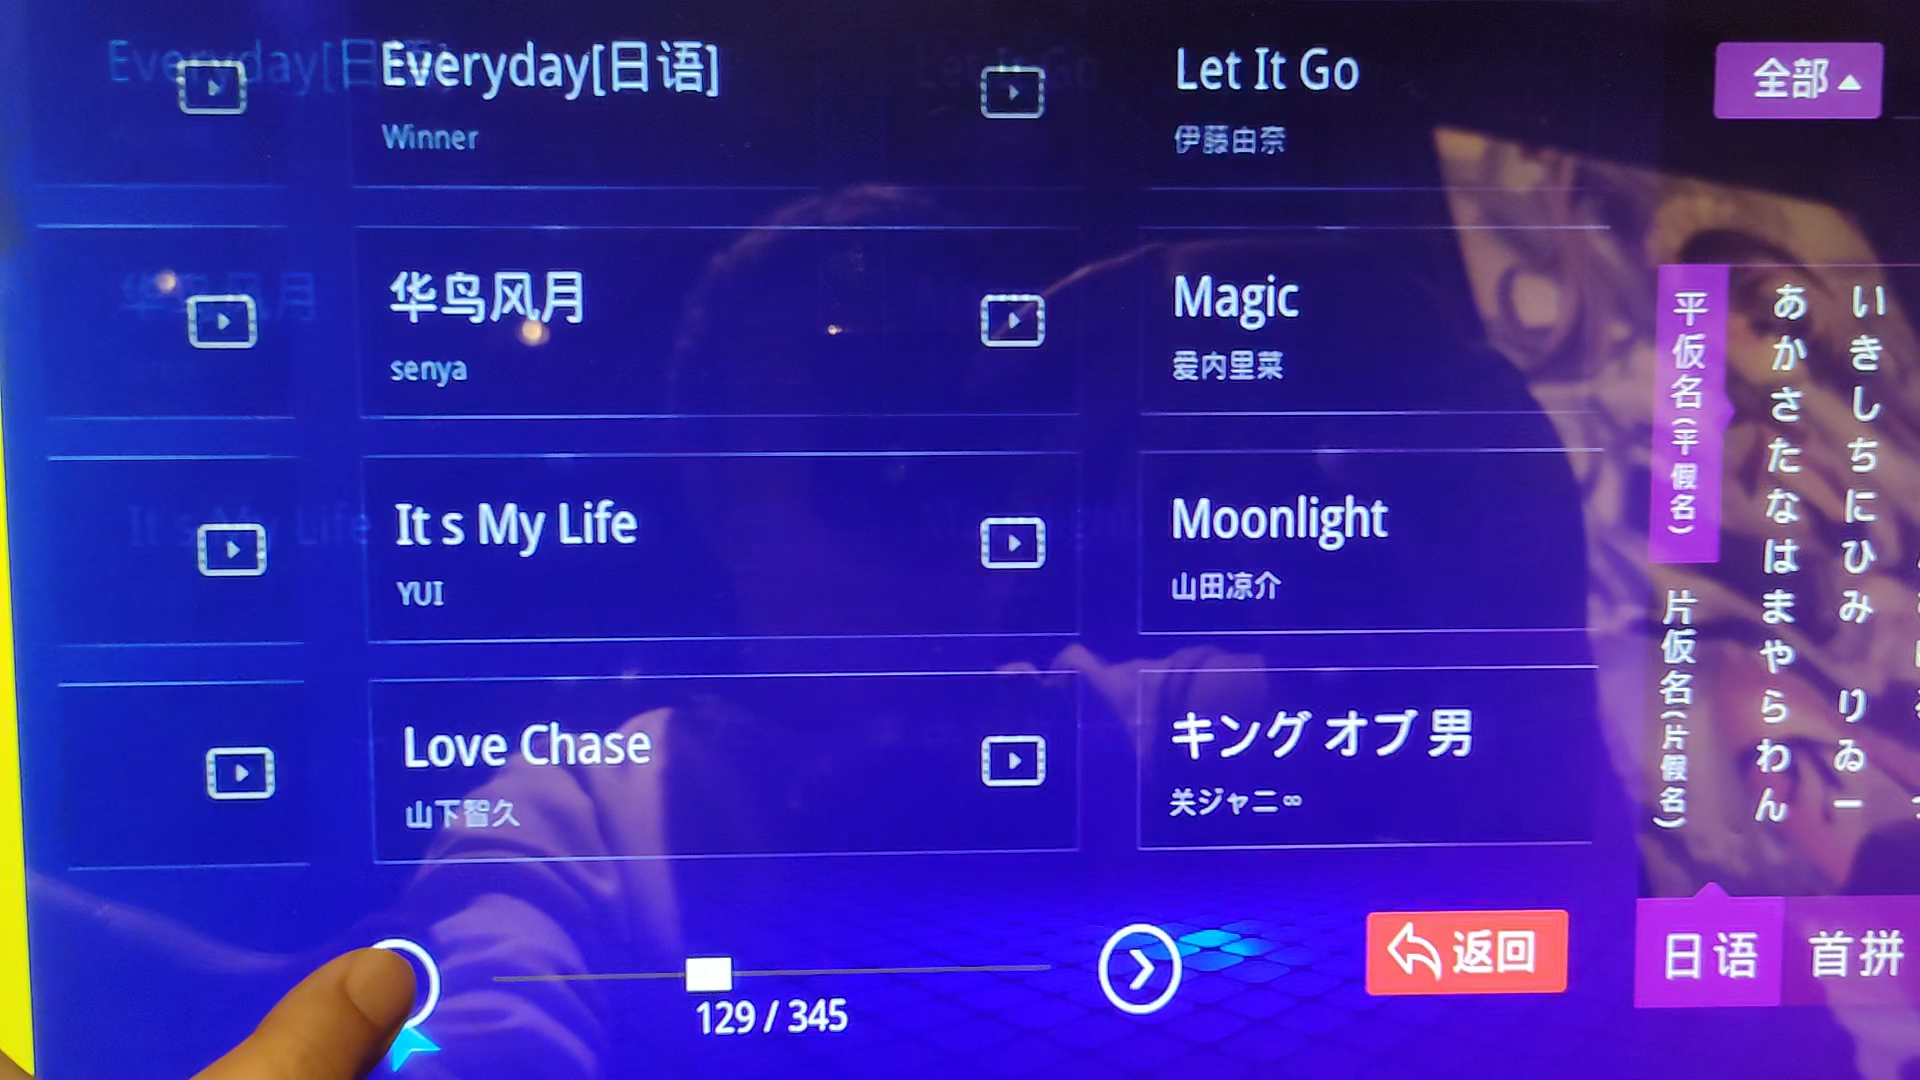 Everyday[日语]
Winner
Let It Go
伊藤由奈
全部
华鸟风月
senya
Magic
爱内里菜
It s My Life
YUI
Moonlight
山田凉介
Love Chase
山下智久
キング オブ 男
关ジャニ∞
129 / 345
返回
平仮名(平假名)
片仮名(片假名)
あかさたなはまやらわん
いきしちにひみ りゐー
日语
首拼